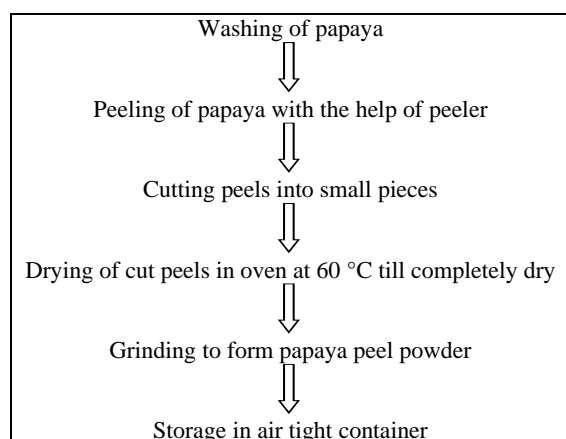 Washing of papaya
Peeling of papaya with the help of peeler
Cutting peels into small pieces
Drying of cut peels in oven at 60 °C till completely dry
Grinding to form papaya peel powder
Storage in air tight container